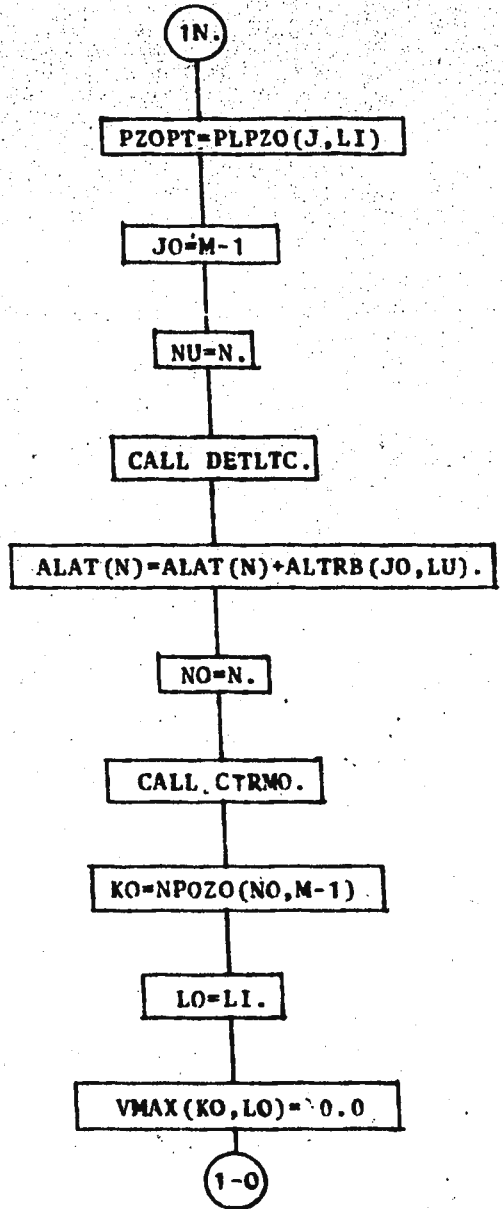 1N.
PZOPT=PLPZO(J,LI)
JO=M-1
NU=N.
CALL DETLTC.
ALAT(N)=ALAT(N)+ALTRB(JO,LU).
NO=N.
CALL CTRMO.
KO=NPOZO(NO,M-1)
LO=LI.
VMAX(KO,LO)= 0.0
1-0